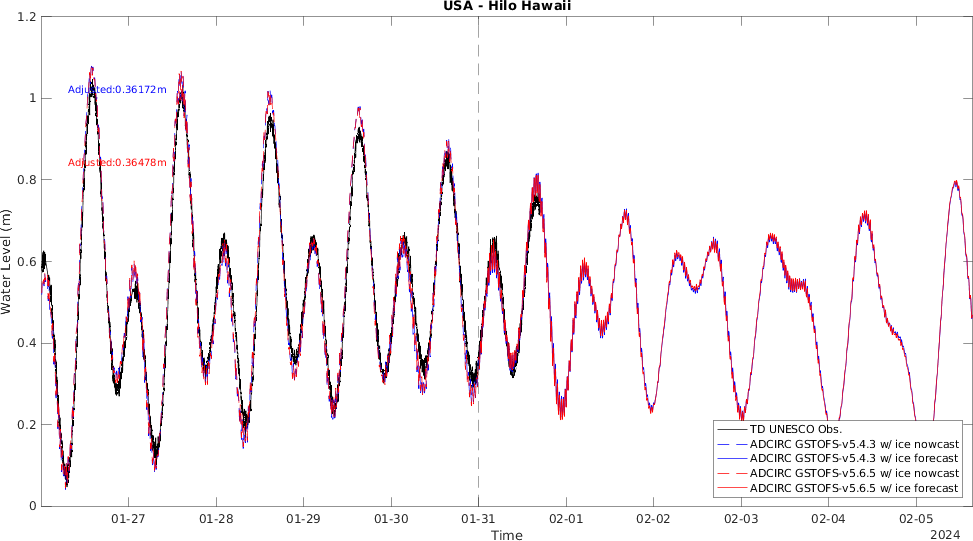 USA - Hilo Hawaii
1.2
1
0.8
0.6
0.4
0.2
0
Water Level (m)
Adjusted:0.36172m
Adjusted:0.36478m
TD UNESCO Obs.
ADCIRC GSTOFS-v5.4.3 w/ ice nowcast
ADCIRC GSTOFS-v5.4.3 w/ ice forecast
ADCIRC GSTOFS-v5.6.5 w/ ice nowcast
ADCIRC GSTOFS-v5.6.5 w/ ice forecast
01-27 01-28 01-29 01-30 01-31 02-01 02-02 02-03 02-04 02-05
Time
2024